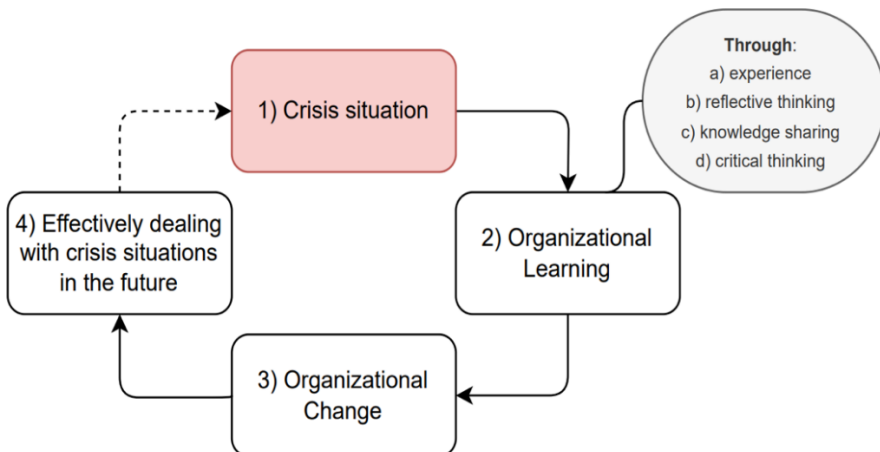 Through:
a) experience
b) reflective thinking
c) knowledge sharing
d) critical thinking
1) Crisis situation
2) Organizational
Learning
3) Organizational
Change
4) Effectively dealing
with crisis situations
in the future